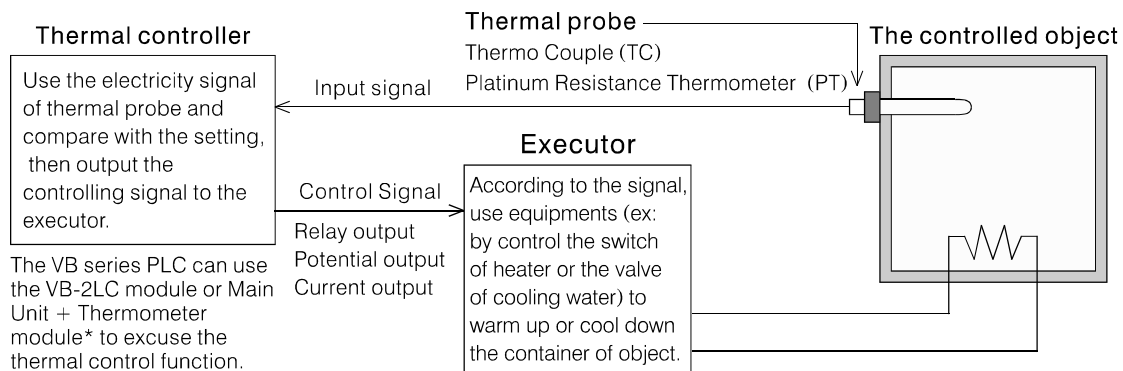 Thermal controller
Use the electricity signal
of thermal probe and
compare with the setting,
then output the
controlling signal to the
executor.
The VB series PLC can use
the VB-2LC module or Main
Unit + Thermometer
module* to excuse the
thermal control function.
Input signal
Thermal probe
Thermo Couple (TC)
Platinum Resistance Thermometer (PT)
The controlled object
Control Signal
Relay output
Potential output
Current output
Executor
According to the signal,
use equipments (ex:
by control the switch
of heater or the valve
of cooling water) to
warm up or cool down
the container of object.